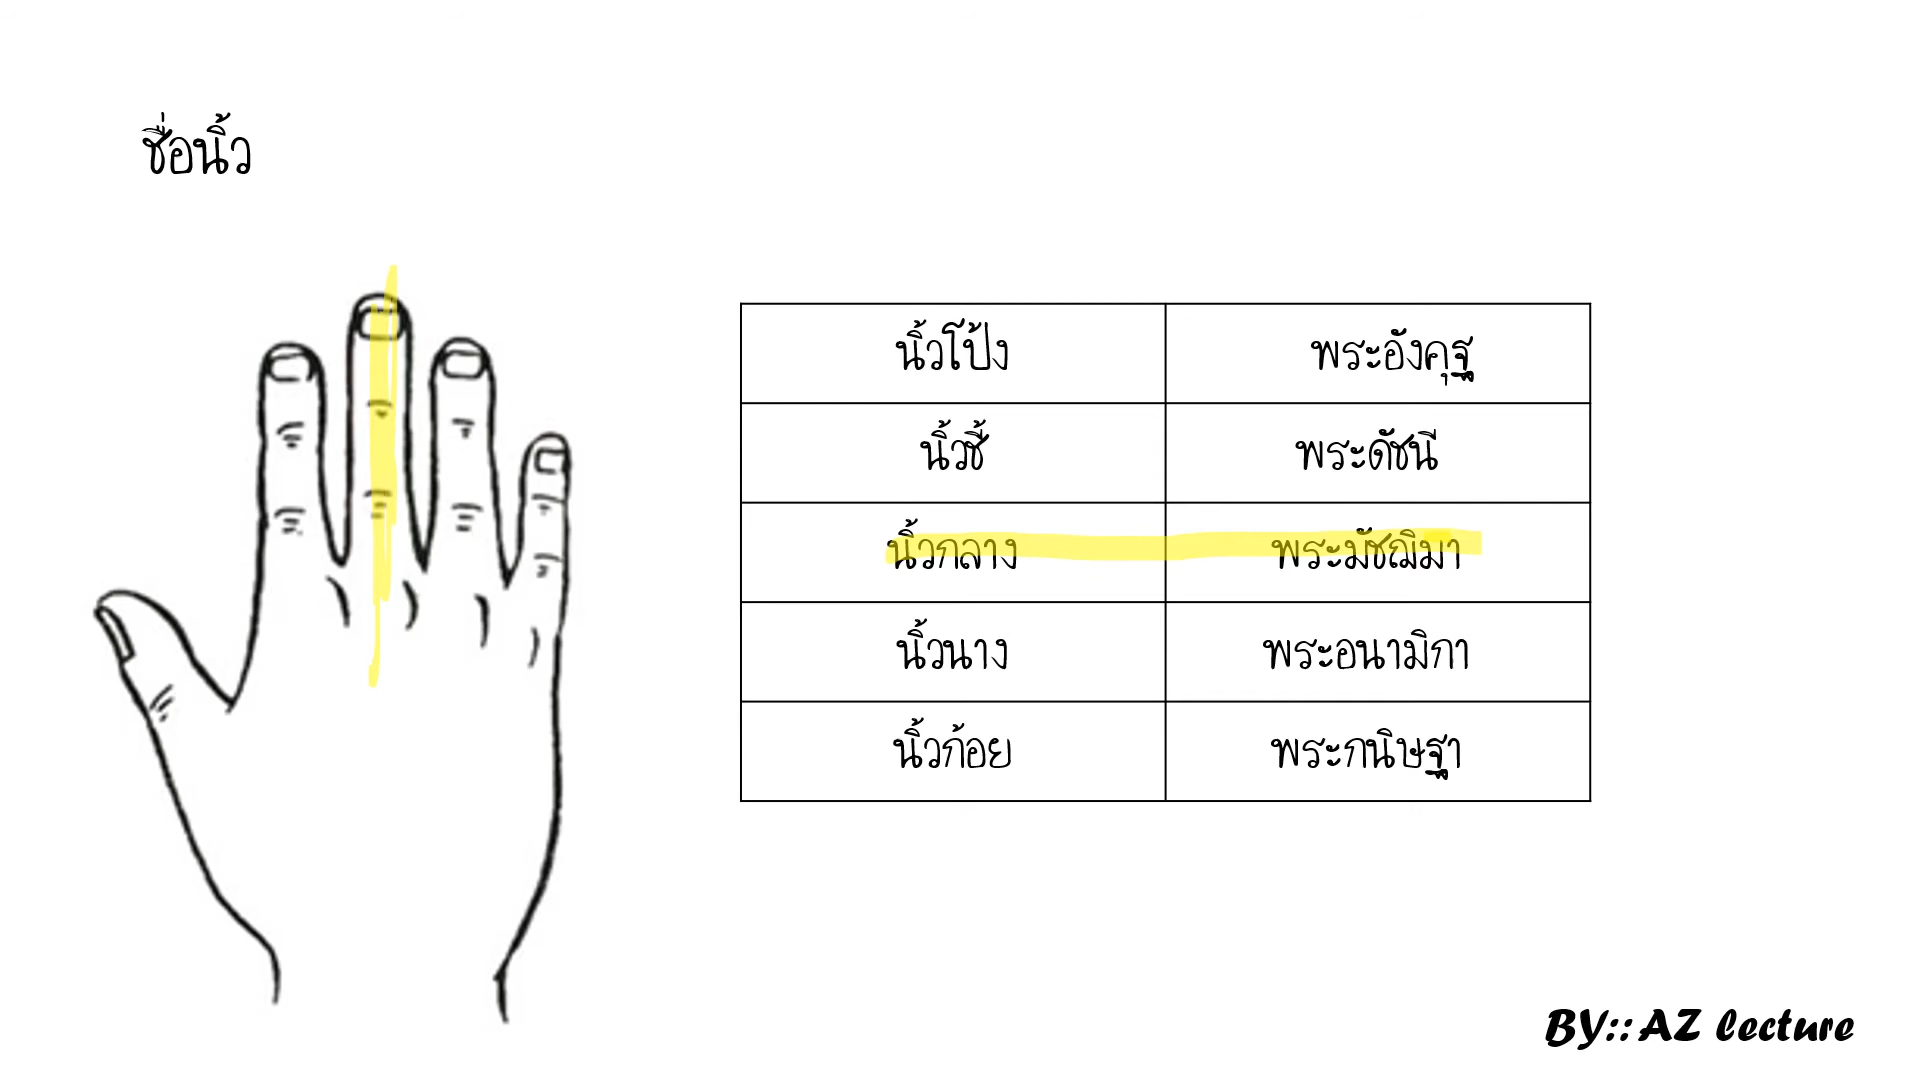 ชื่อนิ้ว
นิ้วโป้ง พระอังคุฐ
นิ้วชี้ พระดัชนี
นิ้วกลาง พระมัชฌิมา
นิ้วนาง พระอนามิกา
นิ้วก้อย พระกนิษฐา
BY:: AZ lecture